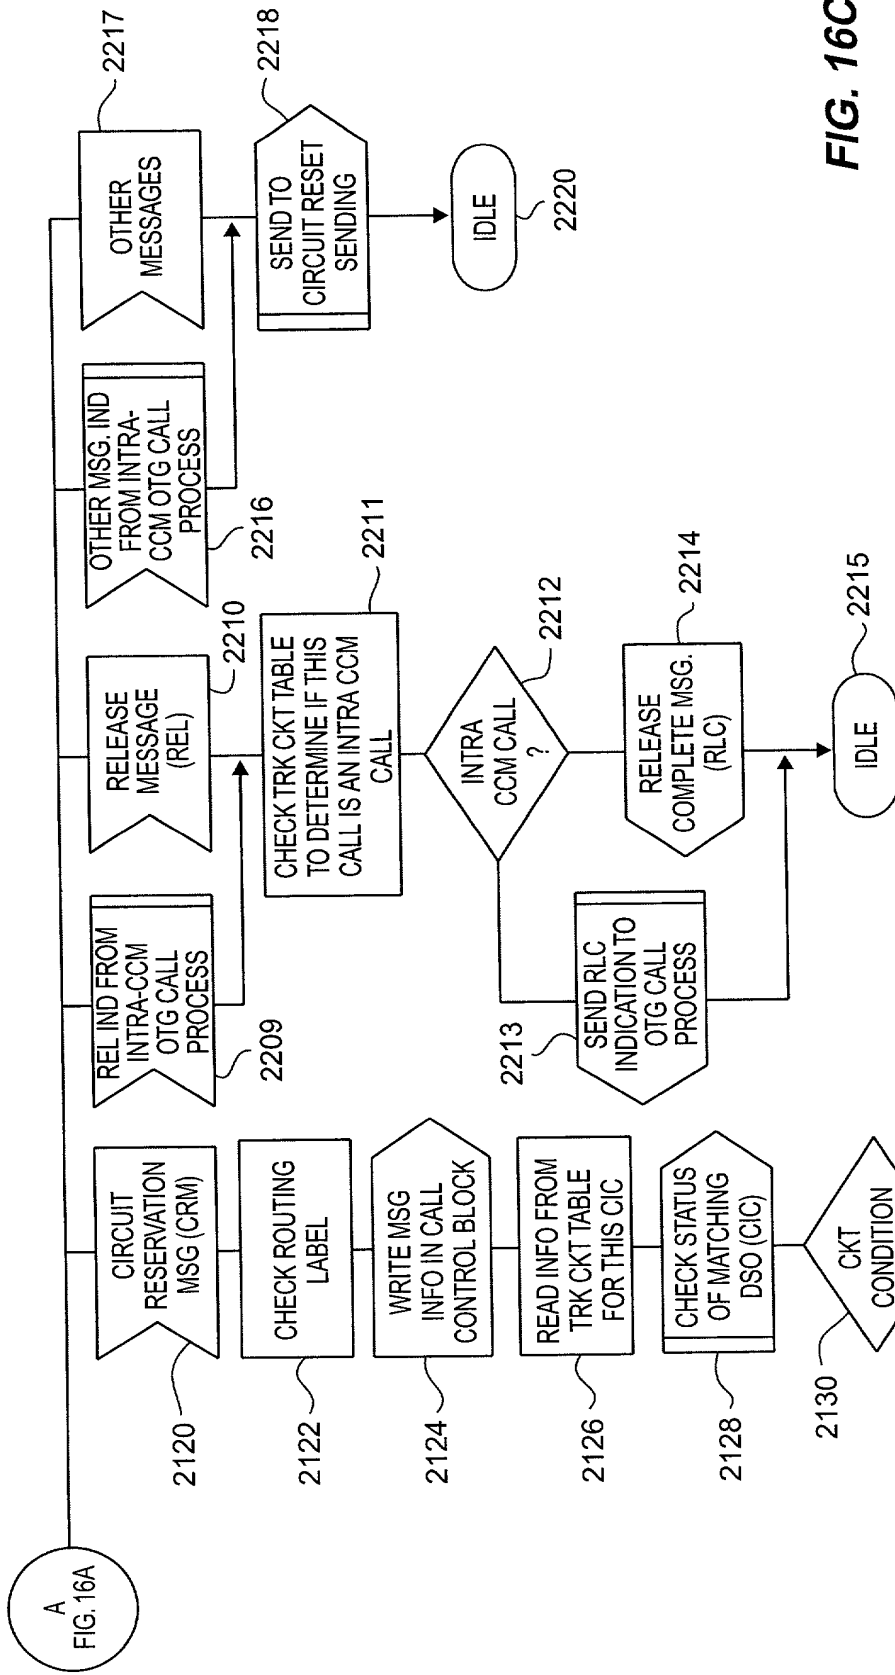 A
FIG. 16A
CIRCUIT
RESERVATION
MSG (CRM)
2120
CHECK ROUTING
LABEL
2122
WRITE MSG
INFO IN CALL
CONTROL BLOCK
2124
READ INFO FROM
TRK CKT TABLE
FOR THIS CIC
2126
CHECK STATUS
OF MATCHING
DSO (CIC)
2128
CKT
CONDITION
2130
REL IND FROM
INTRA-CCM
OTG CALL
PROCESS
2209
RELEASE
MESSAGE
(REL)
2210
CHECK TRK CKT TABLE
TO DETERMINE IF THIS
CALL IS AN INTRA CCM
CALL
2211
INTRA
CCM CALL
?
2212
SEND RLC
INDICATION TO
OTG CALL
PROCESS
2213
RELEASE
COMPLETE MSG.
(RLC)
2214
IDLE
2215
OTHER MSG. IND
FROM INTRA-
CCM OTG CALL
PROCESS
2216
OTHER
MESSAGES
2217
SEND TO
CIRCUIT RESET
SENDING
2218
IDLE
2220
FIG. 16C